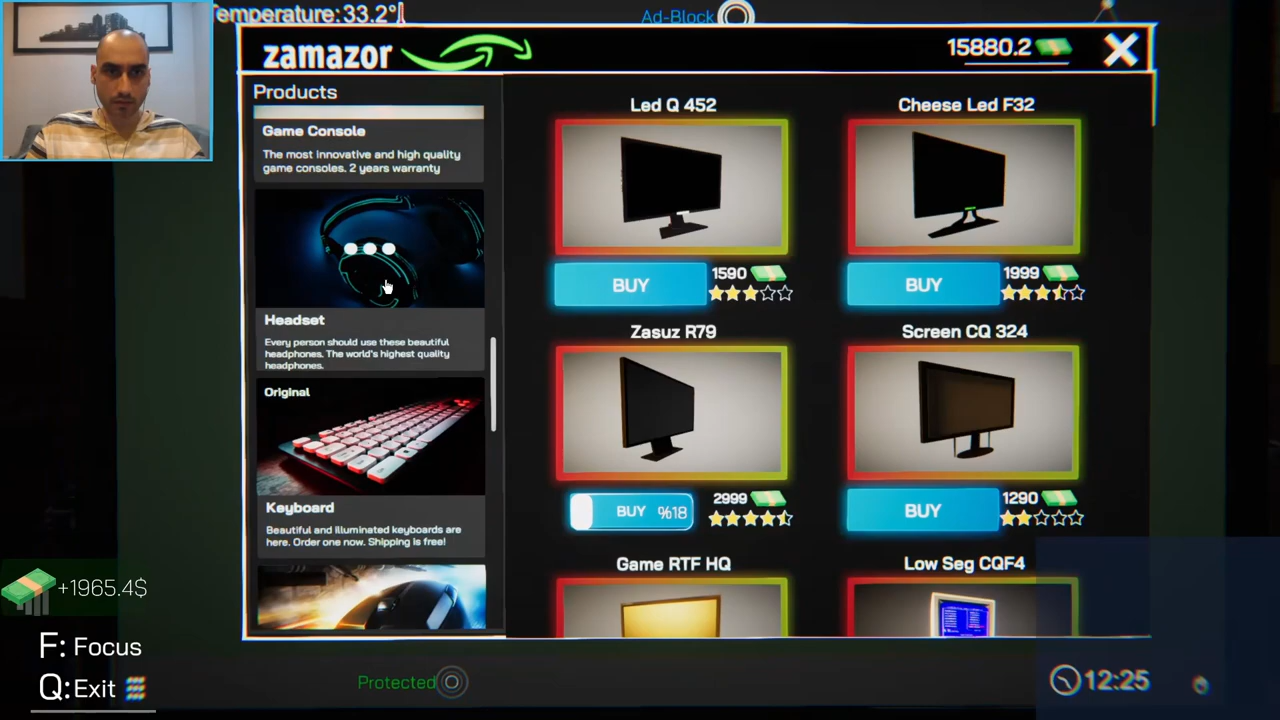 Temperature:33.2°
Ad-Block
zamazor
15880.2
X
Products
Game Console
The most innovative and high quality
game consoles. 2 years warranty
Headset
Every person should use these beautiful
headphones. The world's highest quality
headphones.
Original
Keyboard
Beautiful and illuminated keyboards are
here. Order one now. Shipping is free!
Led Q 452
BUY
1590
Cheese Led F32
BUY
1999
Zasuz R79
BUY %18
2999
Screen CQ 324
BUY
1290
Game RTF HQ
Low Seg CQF4
+1965.4$
F: Focus
Q:Exit
Protected
12:25